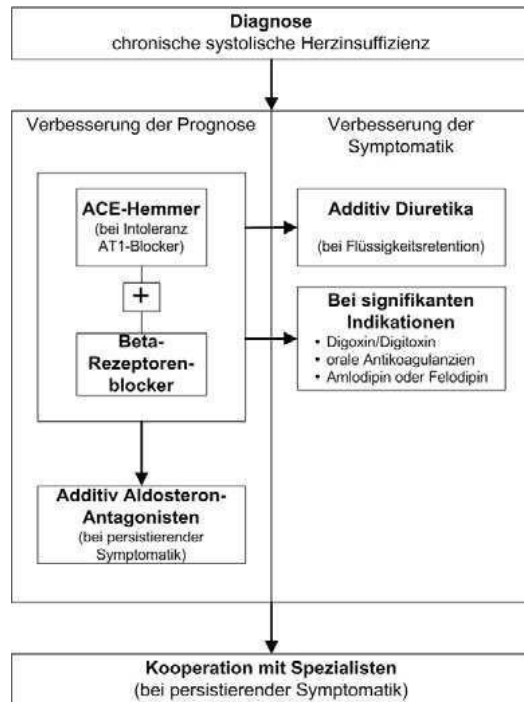 Diagnose
chronische systolische Herzinsuffizienz
Verbesserung der Prognose
ACE-Hemmer
(bei Intoleranz
AT1-Blocker)
+
Beta-
Rezeptoren-
blocker
Additiv Aldosteron-
Antagonisten
(bei persistierender
Symptomatik)
Verbesserung der
Symptomatik
Additiv Diuretika
(bei Flüssigkeitsretention)
Bei signifikanten
Indikationen
• Digoxin/Digitoxin
• orale Antikoagulanzien
• Amlodipin oder Felodipin
Kooperation mit Spezialisten
(bei persistierender Symptomatik)